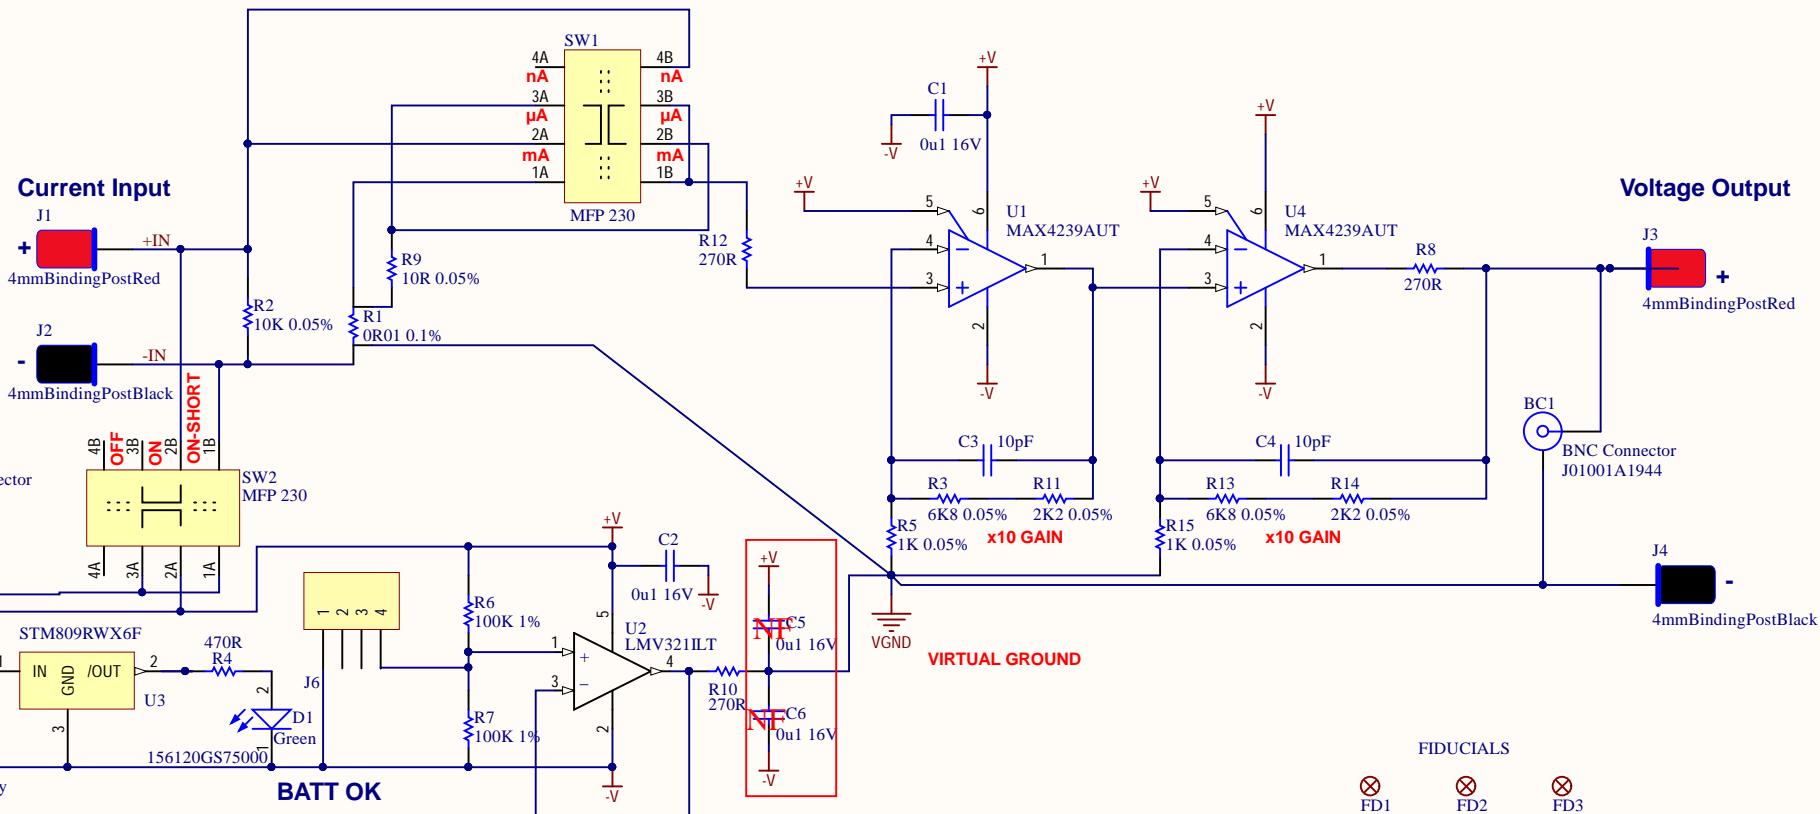 SW1
4A
nA
3A
µA
2A
mA
1A
4B
nA
3B
µA
2B
mA
1B
MFP 230
Current Input
J1
+
+IN
4mmBindingPostRed
J2
-
-IN
4mmBindingPostBlack
R2
10K 0.05%
R1
0R01 0.1%
R9
10R 0.05%
R12
270R
+V
C1
0u1 16V
-V
+V
5
6
U1
MAX4239AUT
4
3
1
2
-V
+V
+V
5
6
U4
MAX4239AUT
4
3
1
2
-V
R8
270R
Voltage Output
J3
+
4mmBindingPostRed
BC1
BNC Connector
J01001A1944
J4
-
4mmBindingPostBlack
C3 10pF
R3
6K8 0.05%
R11
2K2 0.05%
R5
1K 0.05%
x10 GAIN
C4 10pF
R13
6K8 0.05%
R14
2K2 0.05%
R15
1K 0.05%
x10 GAIN
VGND
VIRTUAL GROUND
ector
4B
OFF
3B
ON
2B
ON-SHORT
1B
SW2
MFP 230
4A
3A
2A
1A
STM809RWX6F
1
IN
GND
/OUT
2
3
U3
470R
R4
2
D1
Green
1
156120GS75000
BATT OK
1
2
3
4
J6
R6
100K 1%
R7
100K 1%
+V
C2
0u1 16V
-V
5
U2
LMV321ILT
1
+
3
-
4
2
-V
R10
270R
+V
NF
C5
0u1 16V
NF
C6
0u1 16V
-V
y
FIDUCIALS
FD1
FD2
FD3